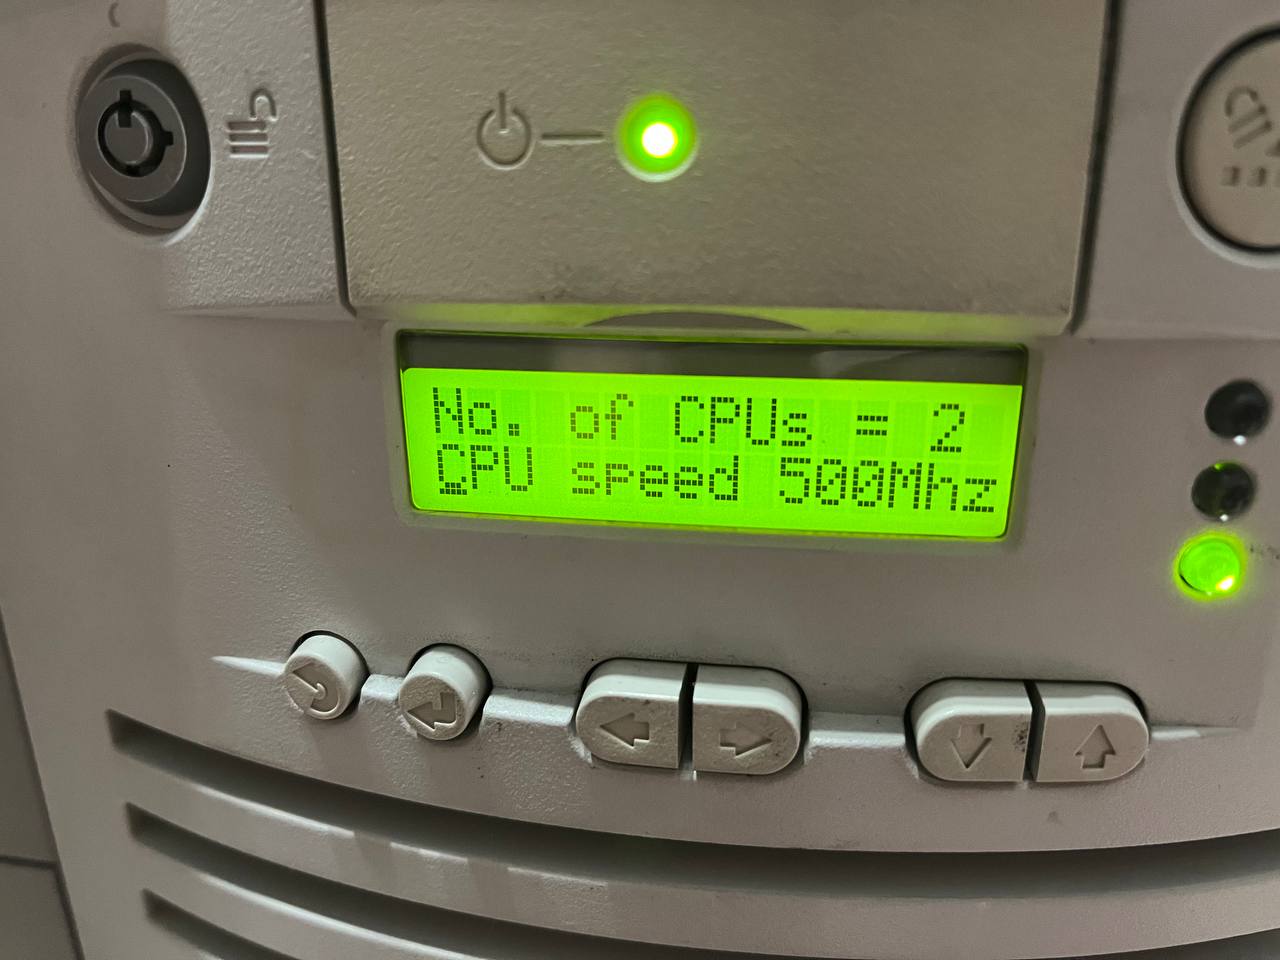 No. of CPUs = 2
CPU speed 500Mhz